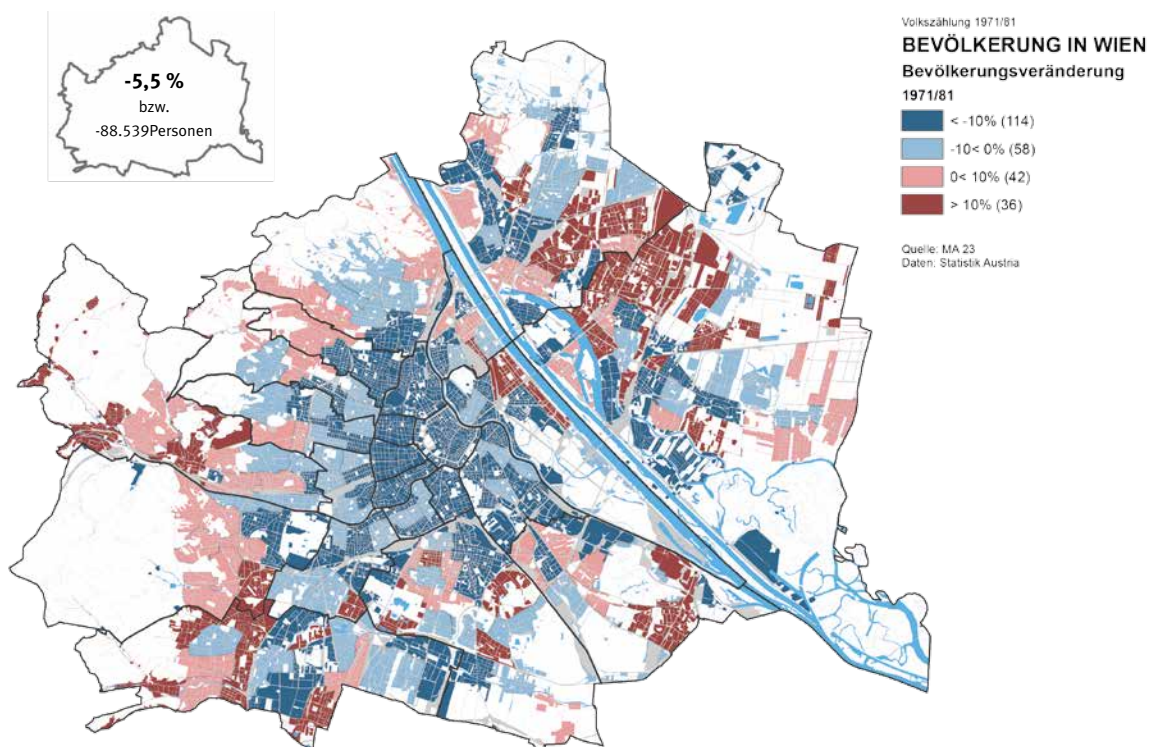 -5,5 %
bzw.
-88.539Personen
Volkszählung 1971/81
BEVÖLKERUNG IN WIEN
Bevölkerungsveränderung
1971/81
< -10% (114)
-10< 0% (58)
0< 10% (42)
> 10% (36)
Quelle: MA 23
Daten: Statistik Austria